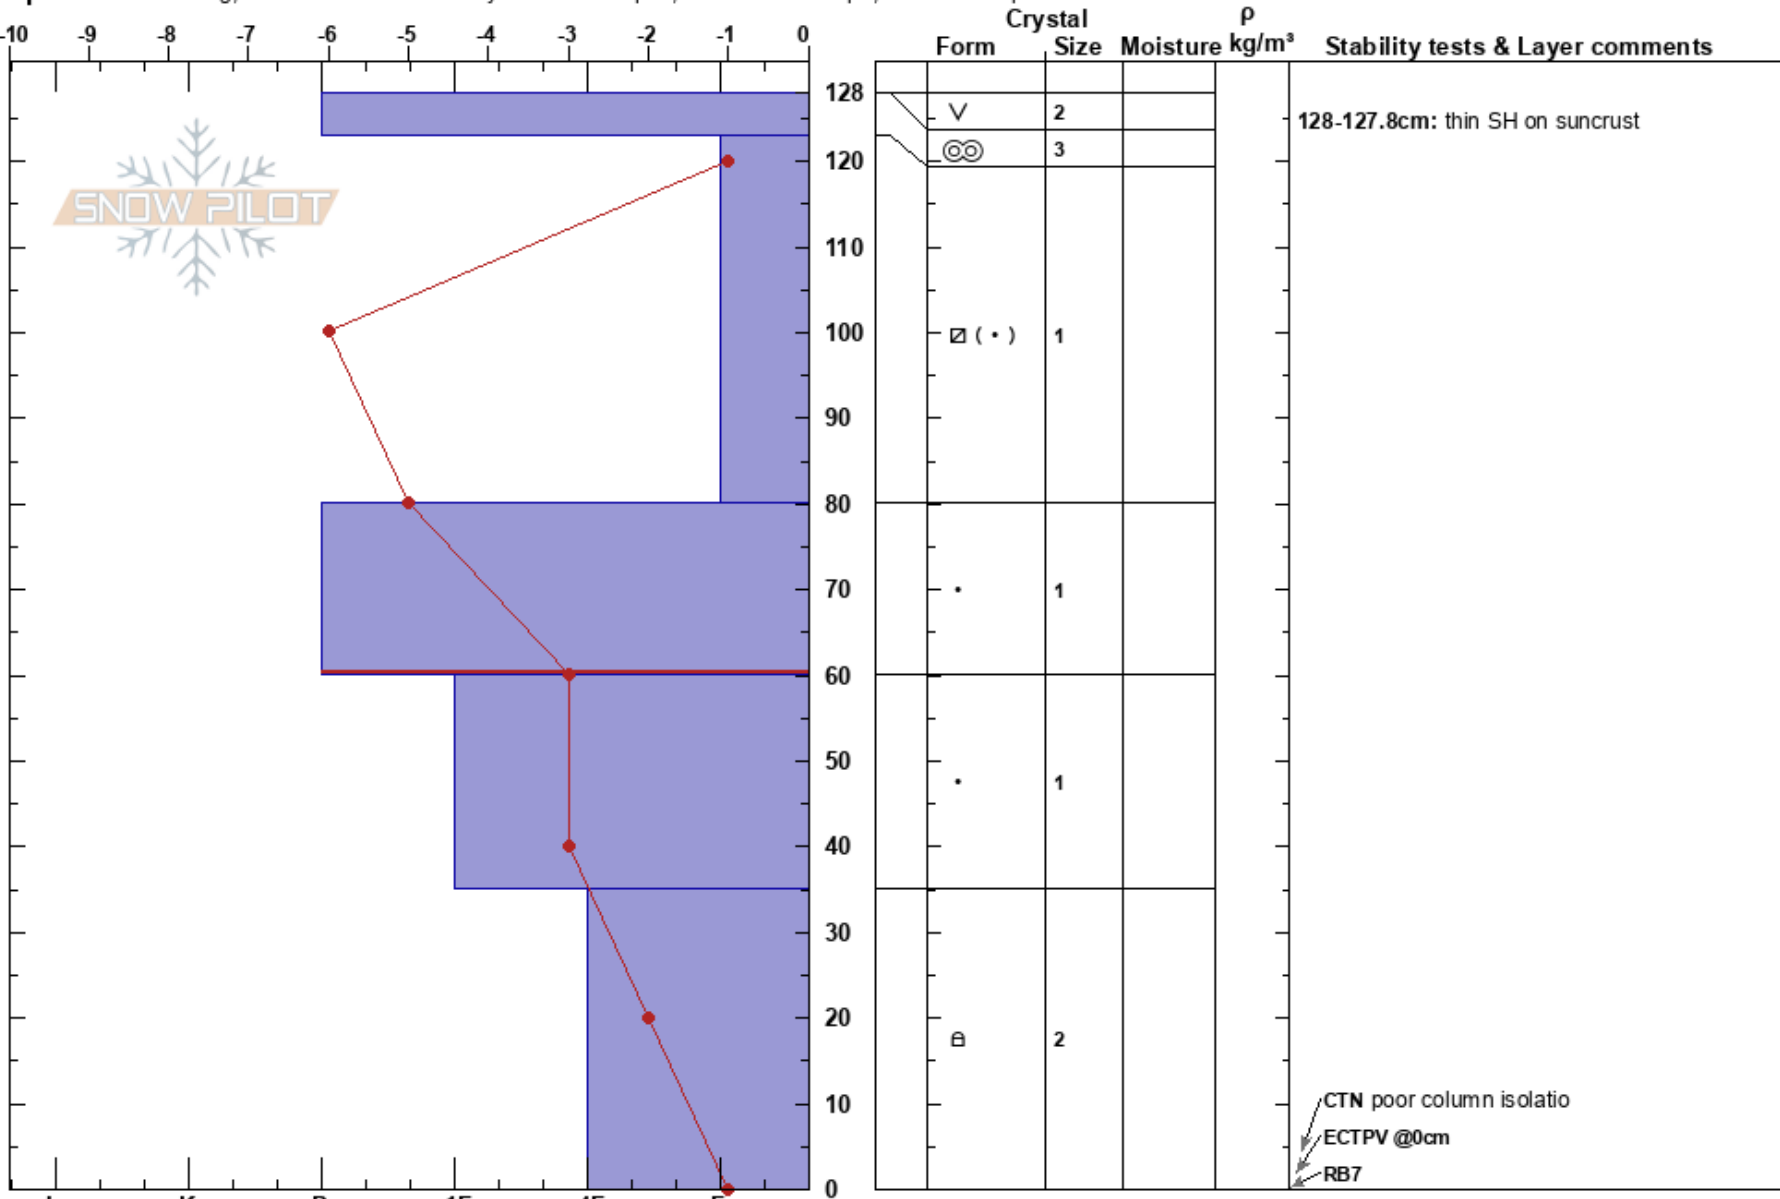 Crystal ρ
-10 -9 -8 -7 -6 -5 -4 -3 -2 -1 0 Form Size Moisture kg/m³ Stability tests & Layer comments
128
2 128-127.8cm: thin SH on suncrust
3
120
SNOW PILOT
110
100 ( • ) 1
90
80
70 1
60
50
1
40
30
20
2
10 CTN poor column isolatio
ECTPV @0cm
RB7
0